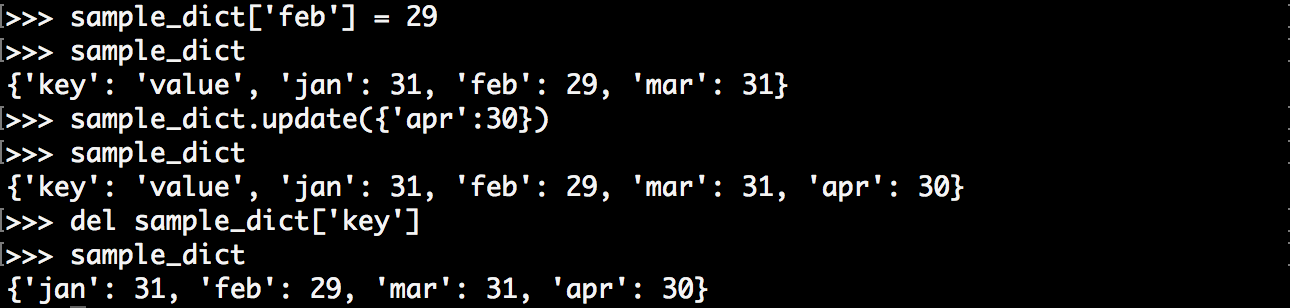 >>> sample_dict['feb'] = 29
>>> sample_dict
{'key': 'value', 'jan': 31, 'feb': 29, 'mar': 31}
>>> sample_dict.update({'apr':30})
>>> sample_dict
{'key': 'value', 'jan': 31, 'feb': 29, 'mar': 31, 'apr': 30}
>>> del sample_dict['key']
>>> sample_dict
{'jan': 31, 'feb': 29, 'mar': 31, 'apr': 30}